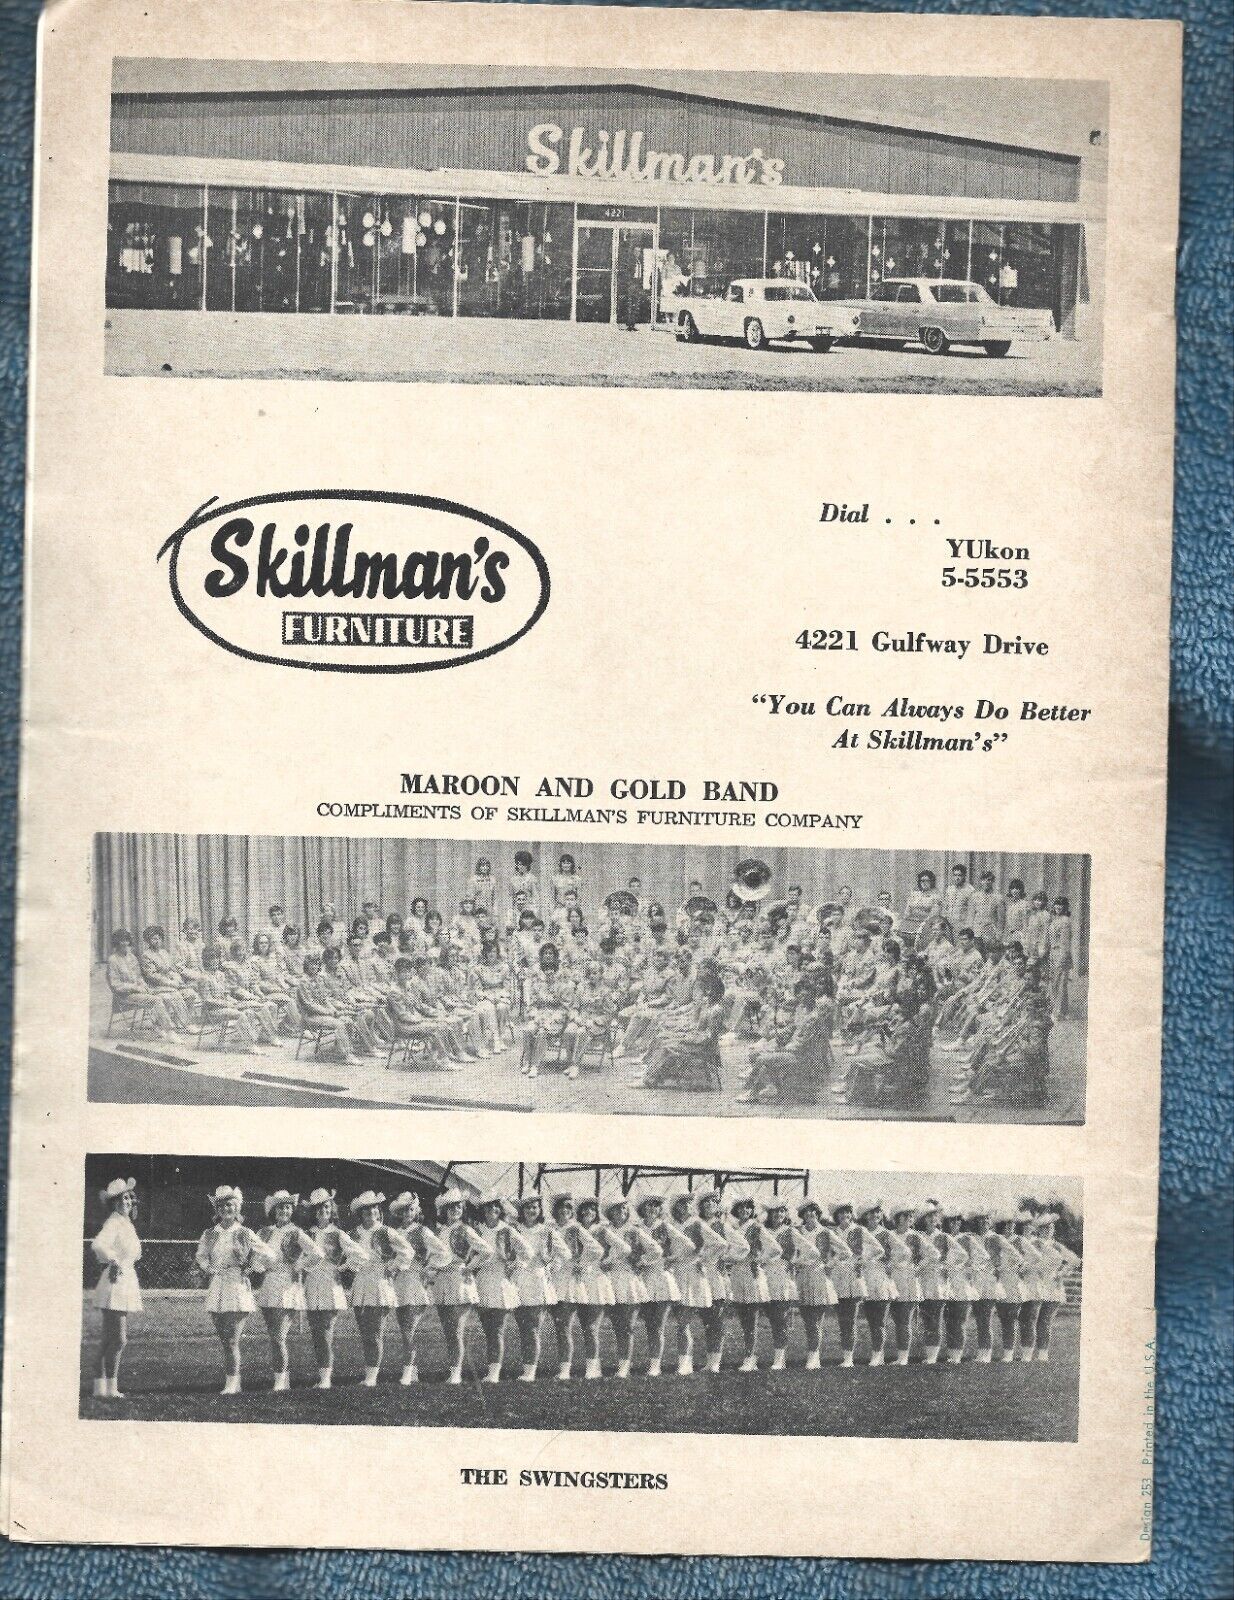 Skillman's
4221
Skillman's
FURNITURE
Dial . . .
YUkon
5-5553
4221 Gulfway Drive
"You Can Always Do Better
At Skillman's"
MAROON AND GOLD BAND
COMPLIMENTS OF SKILLMAN'S FURNITURE COMPANY
THE SWINGSTERS
Design 253 Printed in the U.S.A.